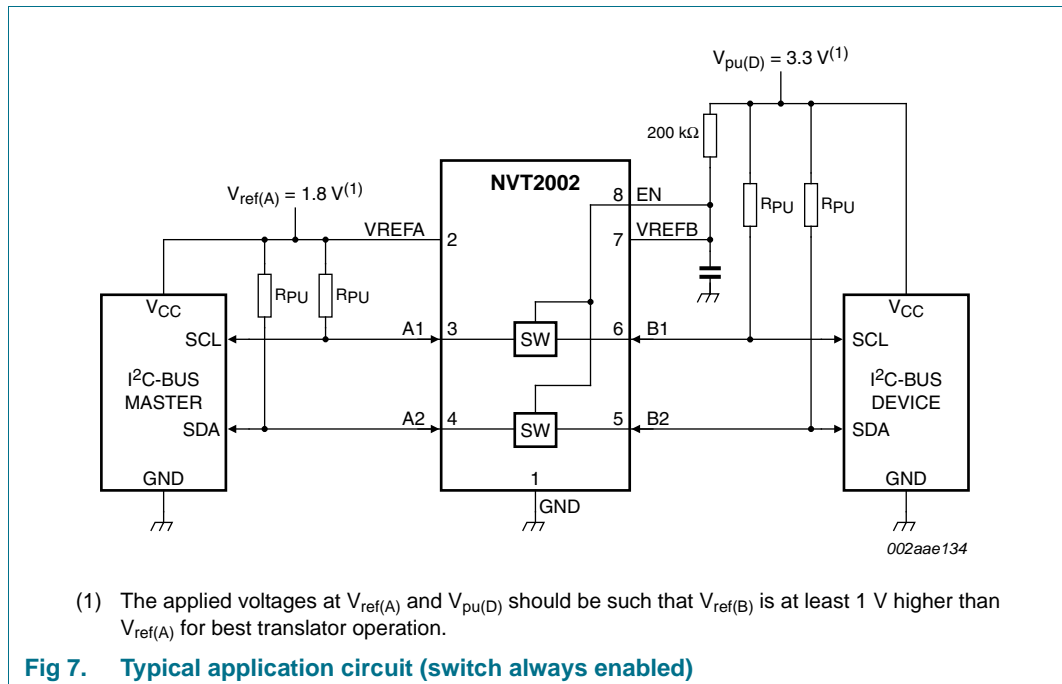 V_pu(D) = 3.3 V(1)
200 kΩ
NVT2002
V_ref(A) = 1.8 V(1)
8 EN
R_PU R_PU
VREFA 2
7 VREFB
R_PU R_PU
V_CC
V_CC
SCL A1 3 SW 6 B1 SCL
I²C-BUS MASTER
I²C-BUS DEVICE
SDA A2 4 SW 5 B2 SDA
GND
1
GND
GND
002aae134
(1) The applied voltages at V_ref(A) and V_pu(D) should be such that V_ref(B) is at least 1 V higher than
V_ref(A) for best translator operation.
Fig 7. Typical application circuit (switch always enabled)